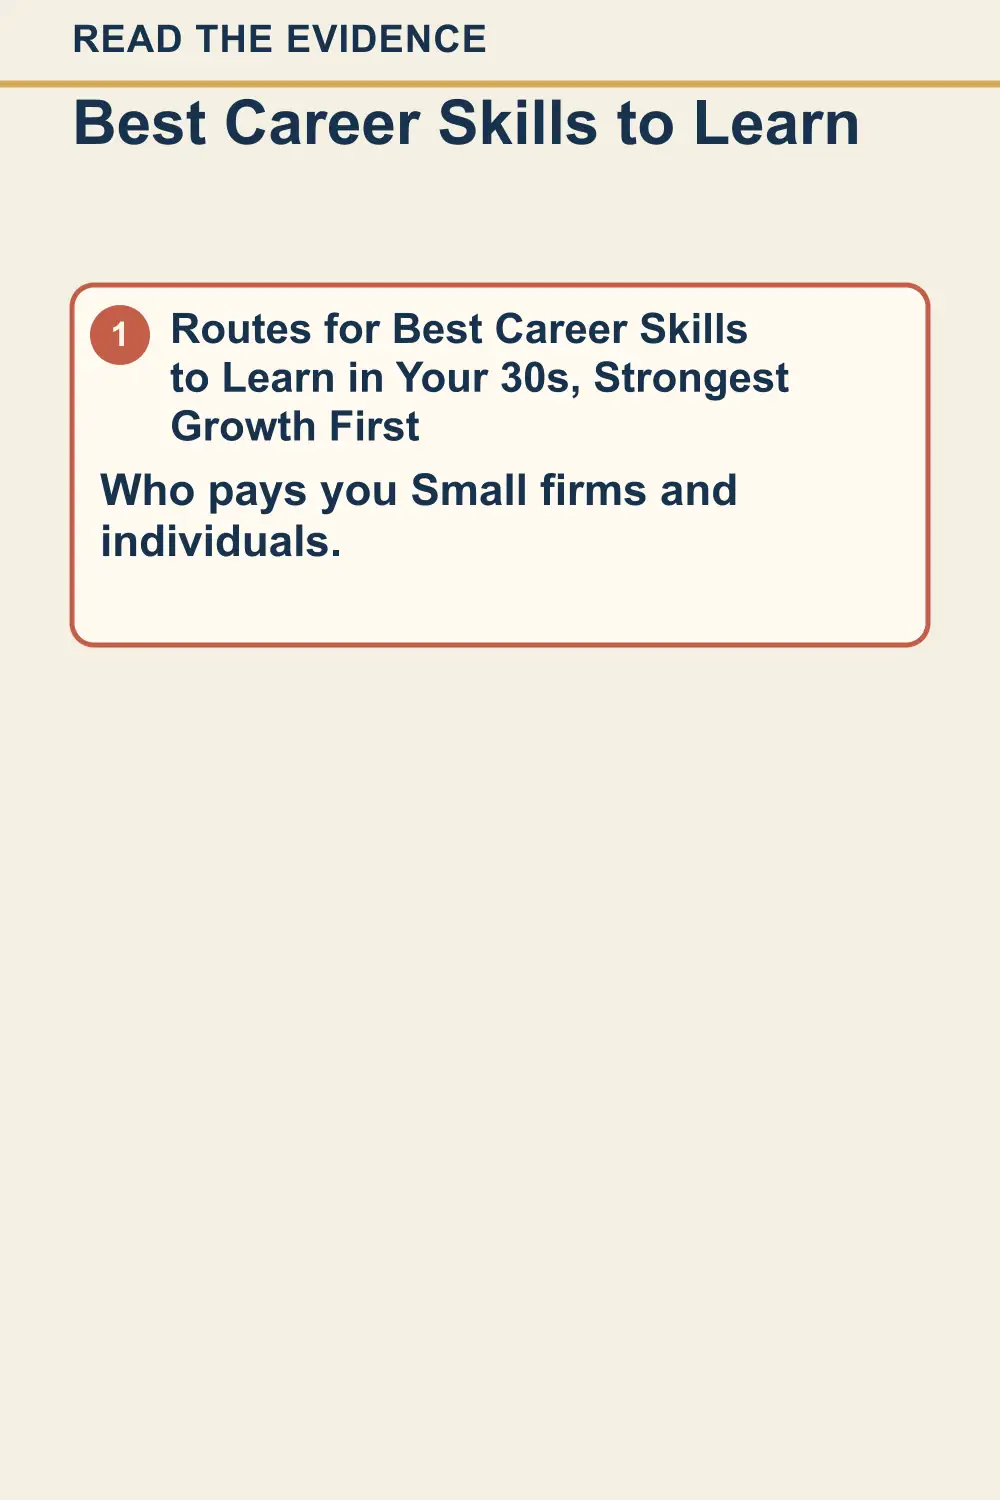 READ THE EVIDENCE
Best Career Skills to Learn
1
Routes for Best Career Skills
to Learn in Your 30s, Strongest
Growth First
Who pays you Small firms and
individuals.